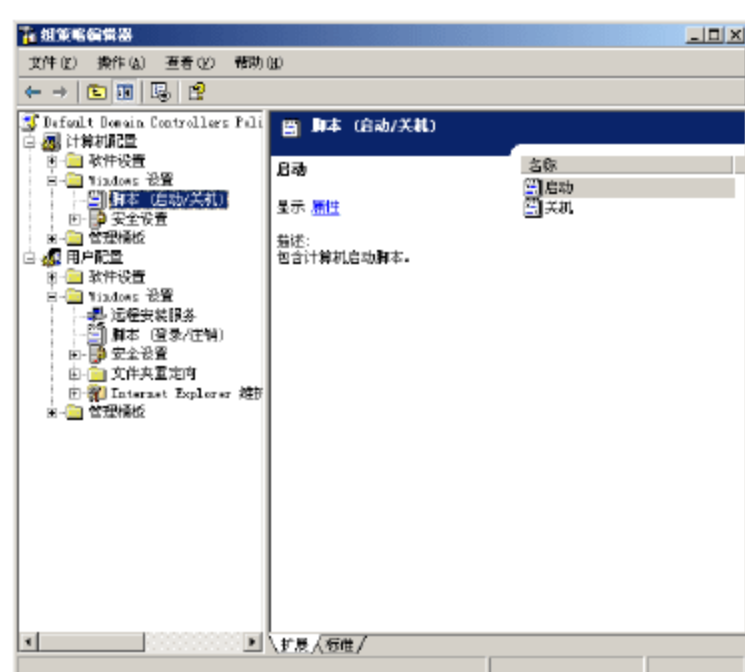 组策略编辑器
文件(F) 操作(A) 查看(V) 帮助(H)
Default Domain Controllers Poli
计算机配置
软件设置
Windows 设置
脚本 (启动/关机)
安全设置
管理模板
用户配置
软件设置
Windows 设置
远程安装服务
脚本 (登录/注销)
安全设置
文件夹重定向
Internet Explorer 维护
管理模板
脚本 (启动/关机)
启动
显示 属性
描述:
包含计算机启动脚本。
名称
启动
关机
扩展 标准